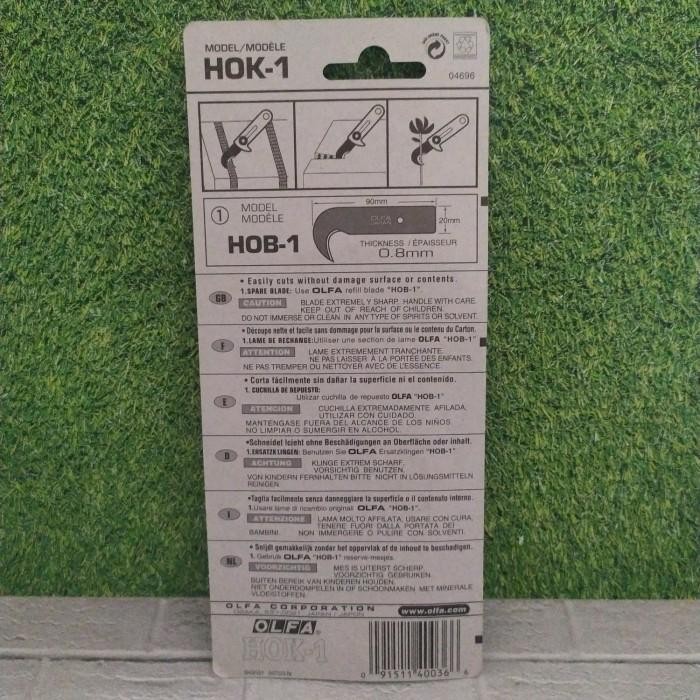 MODEL/MODÈLE
HOK-1
04696
90mm
1 MODEL
MODÈLE
HOB-1
OLFA
JAPAN
20mm
THICKNESS / ÉPAISSEUR
0.8mm
• Easily cuts without damage surface or contents.
1.SPARE BLADE: Use OLFA refill blade "HOB-1".
GB
CAUTION BLADE EXTREMELY SHARP. HANDLE WITH CARE.
KEEP OUT OF REACH OF CHILDREN.
DO NOT IMMERSE OR CLEAN IN ANY TYPE OF SPIRITS OR SOLVENT.
• Découpe nette et facile sans dommage pour la surface ou le contenu du Carton.
1.LAME DE RECHANGE:Utiliser une section de lame OLFA "HOB-1"
F
ATTENTION LAME EXTREMEMENT TRANCHANTE.
NE PAS LAISSER À LA PORTÉE DES ENFANTS.
NE PAS TREMPER OU NETTOYER AVEC DE L'ESSENCE.
• Corta fácilmente sin dañar la superficie ni el contenido.
1. CUCHILLA DE REPUESTO:
Utilizar cuchilla de repuesto OLFA "HOB-1"
E
ATENCION CUCHILLA EXTREMADAMENTE AFILADA,
UTILIZAR CON CUIDADO.
MANTENGASE FUERA DEL ALCANCE DE LOS NIÑOS
NO LIMPIAR O SUMERGIR EN ALCOHOL.
•Schneidet lcieht ohne Beschädigungen an Oberfläche oder inhalt.
1.ERSATZKLINGEN: Benutzen Sie OLFA Ersatzklingen "HOB-1"
D
ACHTUNG KLINGE EXTREM SCHARF,
VORSICHTIG BENUTZEN.
VON KINDERN FERNHALTEN BITTE NICHT IN LÖSUNGSMITTELN
REINIGEN.
•Taglia facilmente senza danneggiare la superficie o il contenuto interno.
1.Usare lame di ricambio originali OLFA "HOB-1".
I
ATTENZIONE LAMA MOLTO AFFILATA, USARE CON CURA,
TENERE FUORI DALLA PORTATA DEI
BAMBINI. NON IMMERGERE O PULIRE CON SOLVENTI.
• Snijdt gemakkelijk zonder het oppervlak of de inhoud te beschadigen.
1. Gebruik OLFA "HOB-1" reserve-mesjes.
NL
VOORZICHTIG MES IS UITERST SCHERP.
VOORZICHTIG GEBRUIKEN.
BUITEN BEREIK VAN KINDEREN HOUDEN.
NIET ONDERDOMPELEN IN OF SCHOONMAKEN MET MINERALE
VLOEISTOFFEN.
OLFA CORPORATION
www.olfa.com
OLFA
HOK-1
0 91511 40036 6